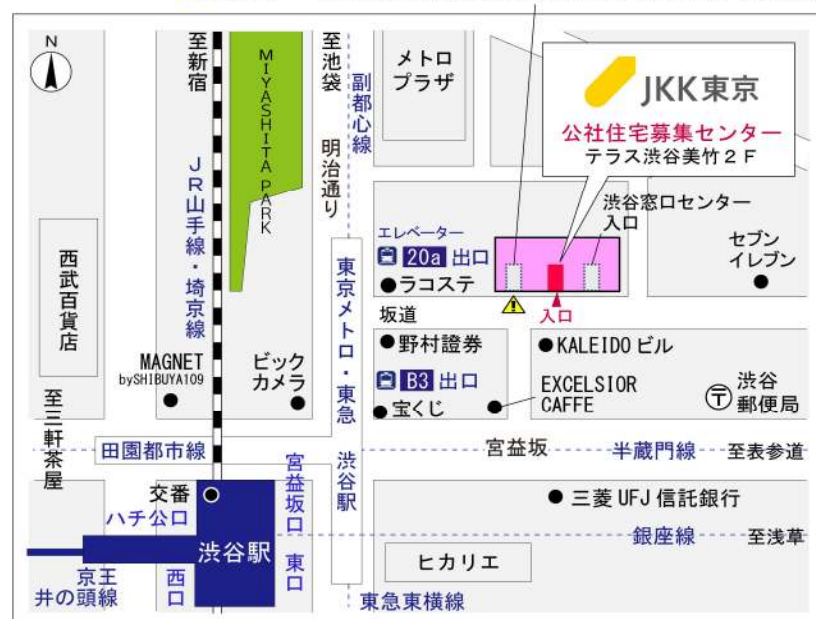 N
至新宿
JR山手線・埼京線
MIYASHITA PARK
至池袋
副都心線
明治通り
メトロ
プラザ
JKK東京
公社住宅募集センター
テラス渋谷美竹2F
渋谷窓口センター
入口
エレベーター
20a 出口
ラコステ
入口
セブン
イレブン
西武百貨店
MAGNET
bySHIBUYA109
ビック
カメラ
東京メトロ・東急 渋谷駅
坂道
野村證券
B3 出口
宝くじ
KALEIDO ビル
EXCELSIOR
CAFFE
渋谷
郵便局
至三軒茶屋
田園都市線
宮益坂
半蔵門線
至表参道
交番
ハチ公口
宮益坂口
三菱 UFJ 信託銀行
渋谷駅
銀座線
至浅草
京王
井の頭線
西口
東口
ヒカリエ
東急東横線